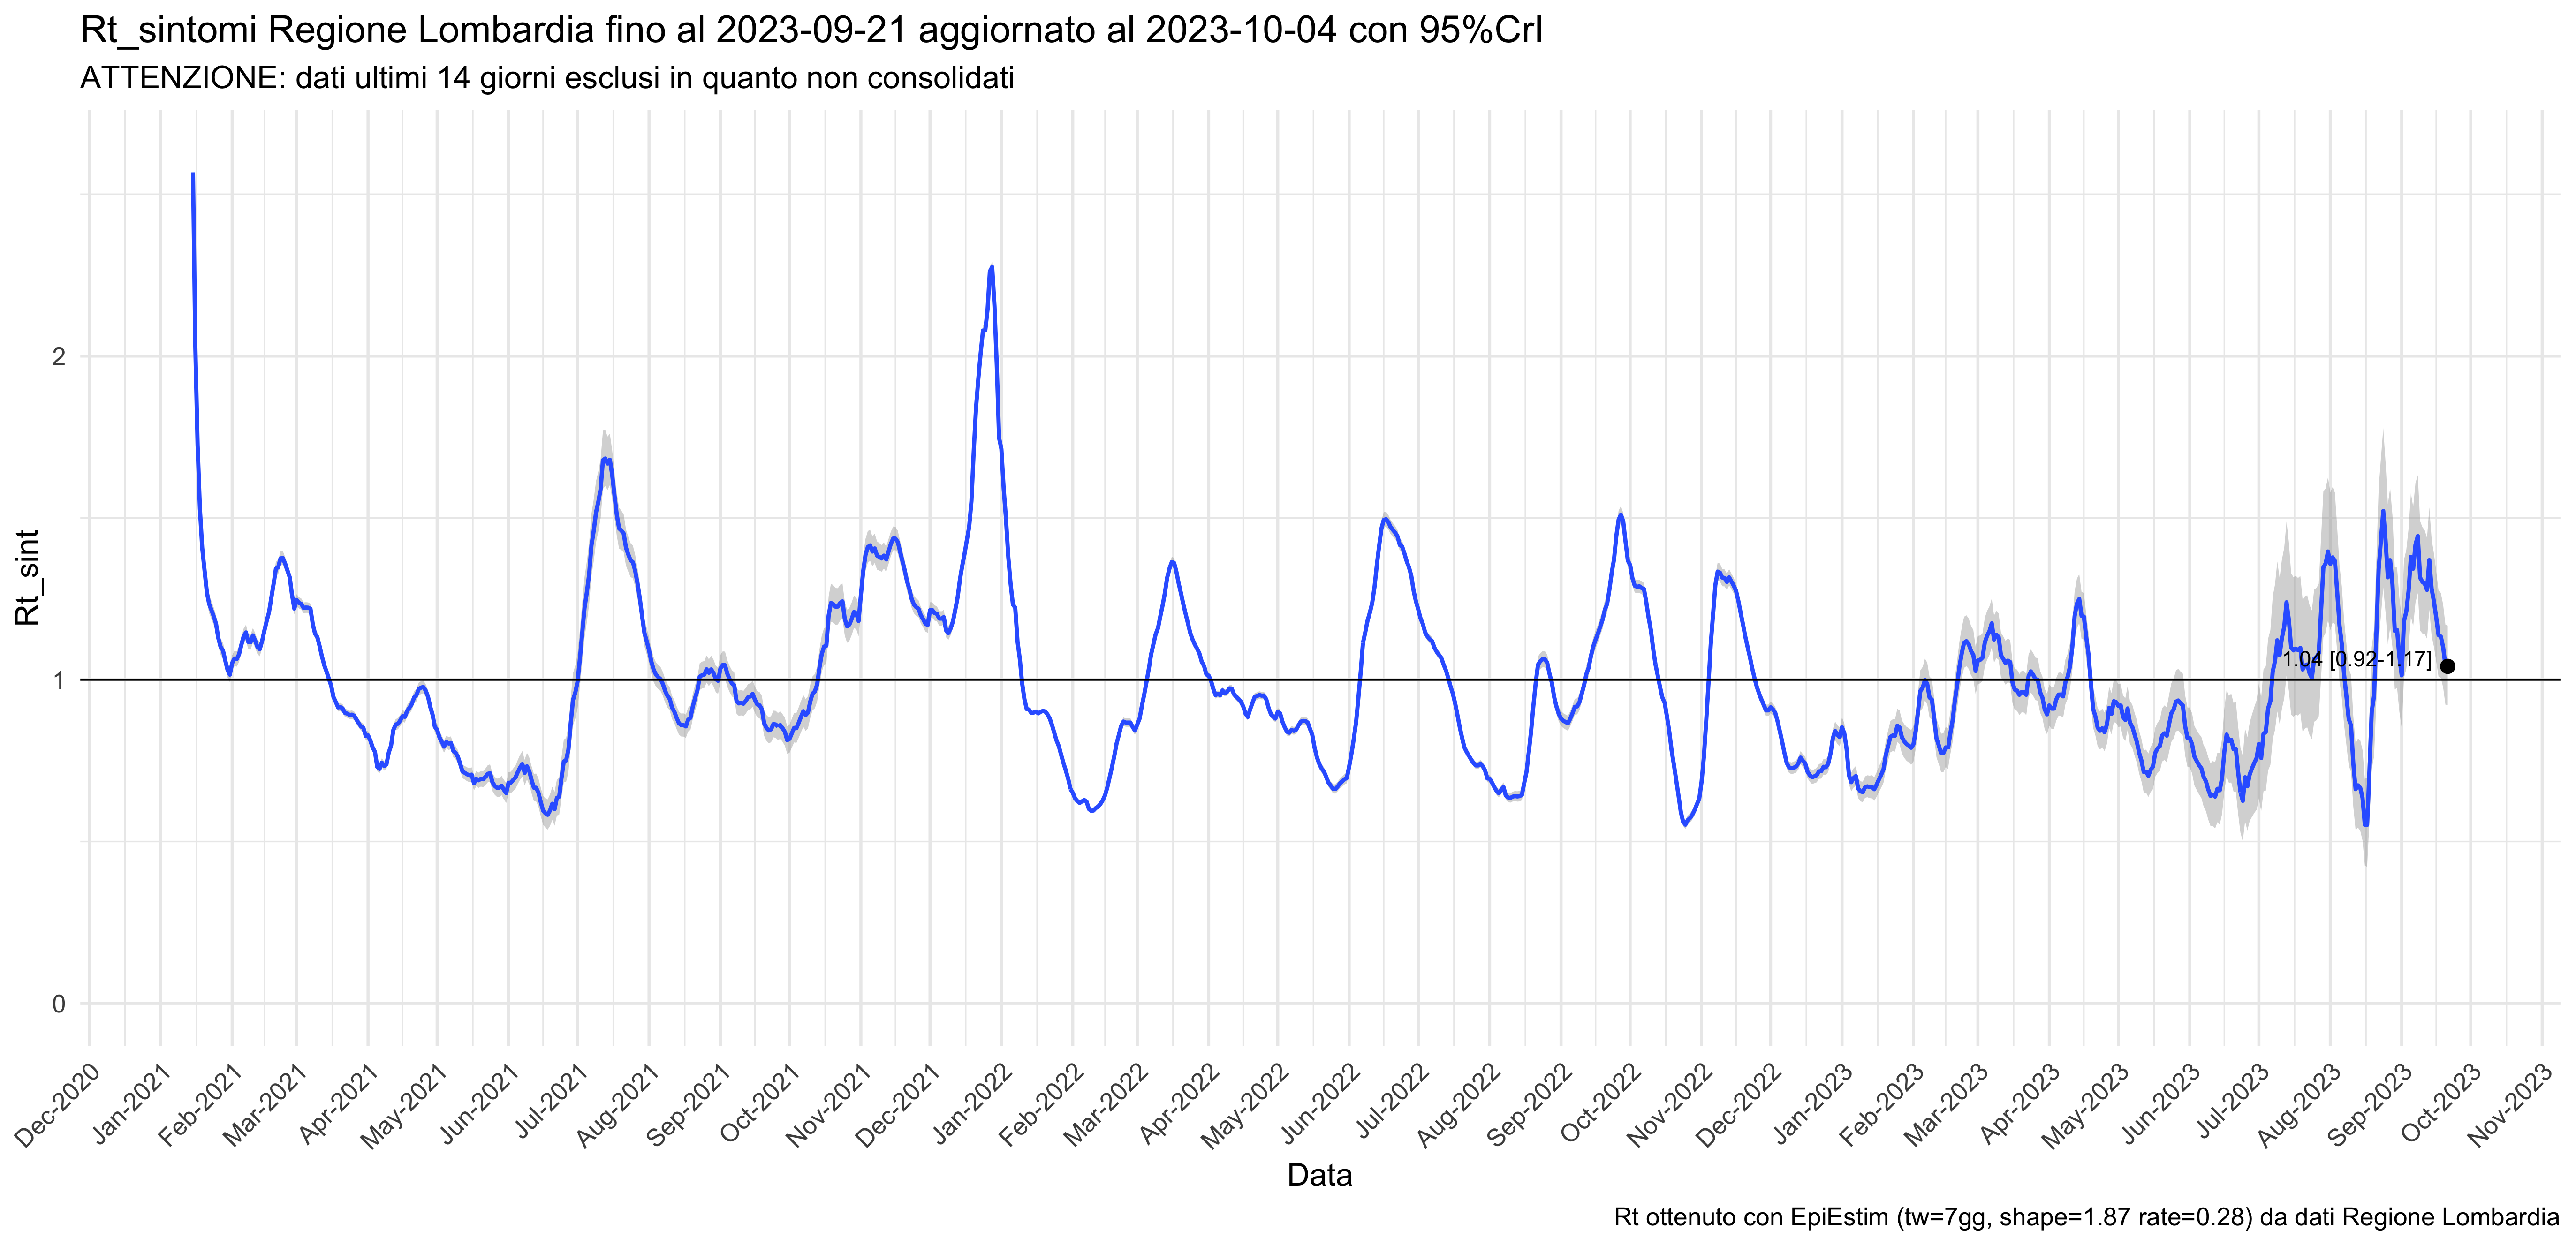 Rt_sintomi Regione Lombardia fino al 2023-09-21 aggiornato al 2023-10-04 con 95%CrI
ATTENZIONE: dati ultimi 14 giorni esclusi in quanto non consolidati
Rt_sint
2
1
0
1.04 [0.92-1.17]
Dec-2020
Jan-2021
Feb-2021
Mar-2021
Apr-2021
May-2021
Jun-2021
Jul-2021
Aug-2021
Sep-2021
Oct-2021
Nov-2021
Dec-2021
Jan-2022
Feb-2022
Mar-2022
Apr-2022
May-2022
Jun-2022
Jul-2022
Aug-2022
Sep-2022
Oct-2022
Nov-2022
Dec-2022
Jan-2023
Feb-2023
Mar-2023
Apr-2023
May-2023
Jun-2023
Jul-2023
Aug-2023
Sep-2023
Oct-2023
Nov-2023
Data
Rt ottenuto con EpiEstim (tw=7gg, shape=1.87 rate=0.28) da dati Regione Lombardia